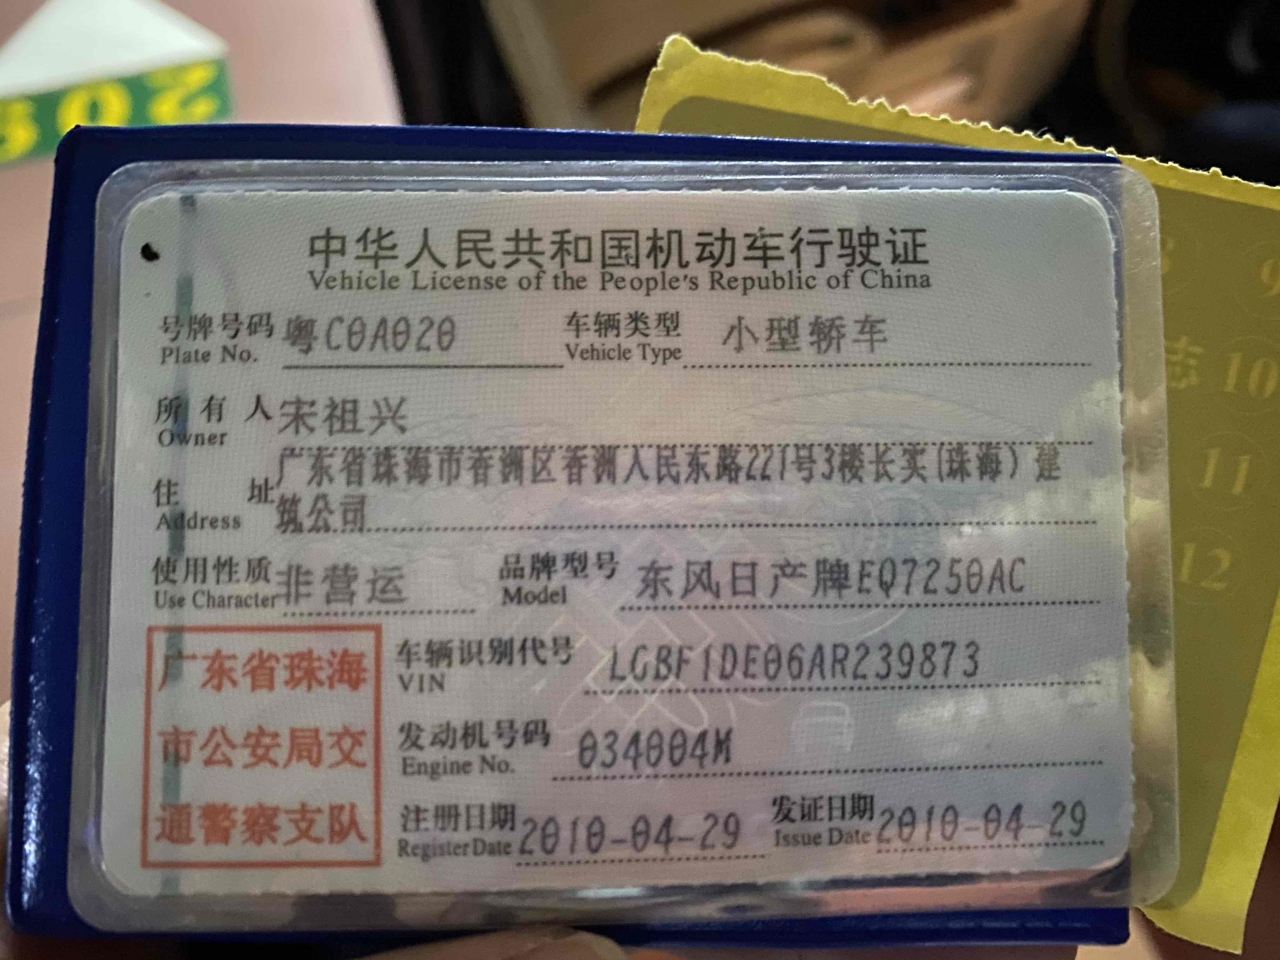 中华人民共和国机动车行驶证
Vehicle License of the People's Republic of China
号牌号码 粤C0A020 车辆类型 小型轿车
Plate No. Vehicle Type
所有人 宋祖兴
Owner
住址 广东省珠海市香洲区香洲人民东路221号3楼长实(珠海)建
Address 筑公司
使用性质 非营运 品牌型号 东风日产牌EQ7250AC
Use Character Model
广东省珠海
市公安局交
通警察支队
车辆识别代号 LGBF1DE06AR239873
VIN
发动机号码 034004M
Engine No.
注册日期 2010-04-29 发证日期 2010-04-29
Register Date Issue Date
志 10
11
12